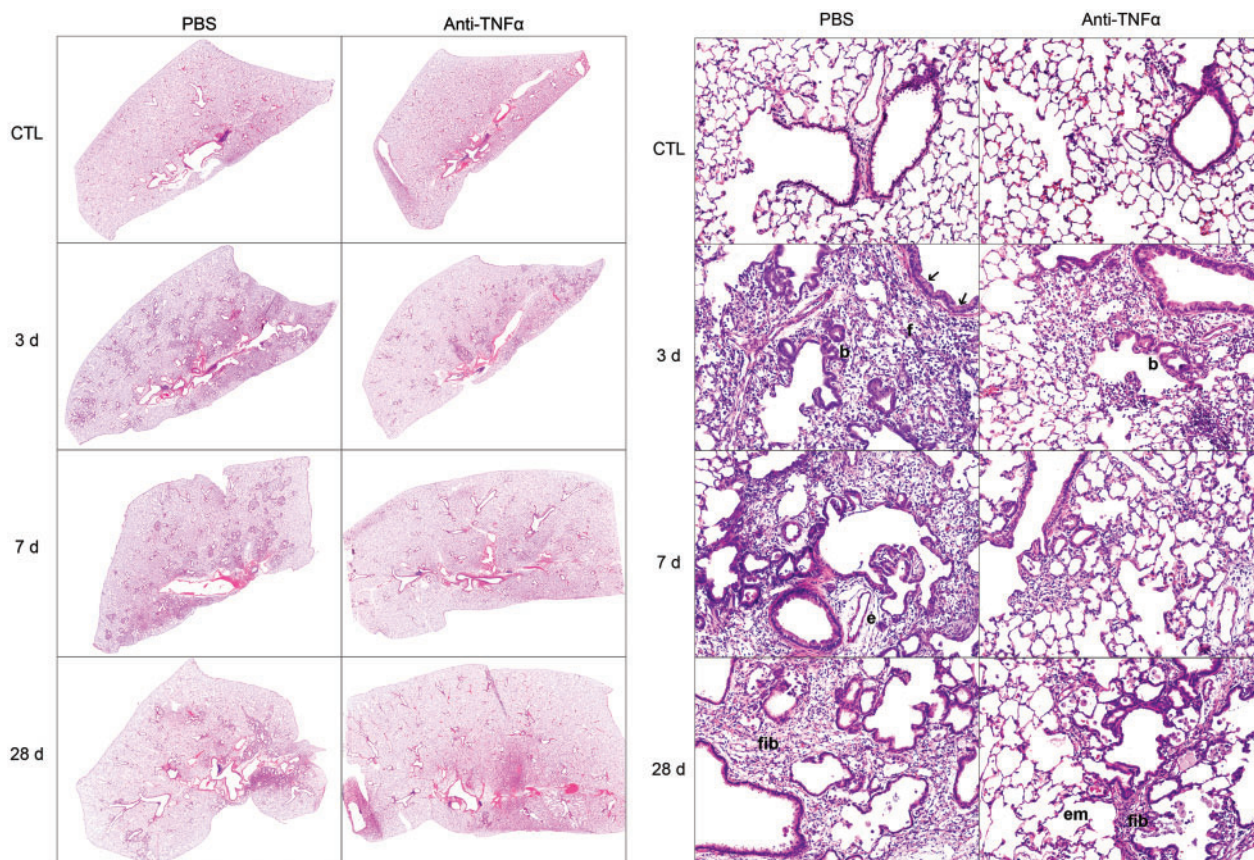 PBS Anti-TNFα
CTL
3 d
7 d
28 d
PBS Anti-TNFα
CTL
3 d
b
f
b
7 d
e
28 d
fib
em
fib